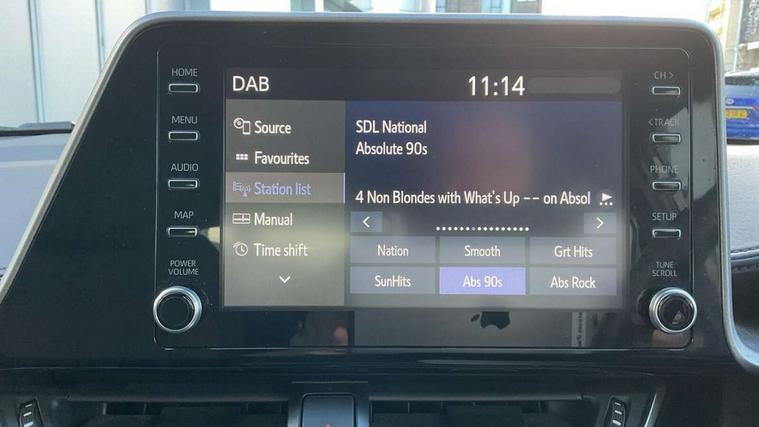 HOME
MENU
AUDIO
MAP
POWER
VOLUME
DAB
11:14
Source
Favourites
Station list
Manual
Time shift
SDL National
Absolute 90s
4 Non Blondes with What's Up -- on Absol
<
>
Nation
Smooth
Grt Hits
SunHits
Abs 90s
Abs Rock
CH >
< TRACK
PHONE
SETUP
TUNE
SCROLL